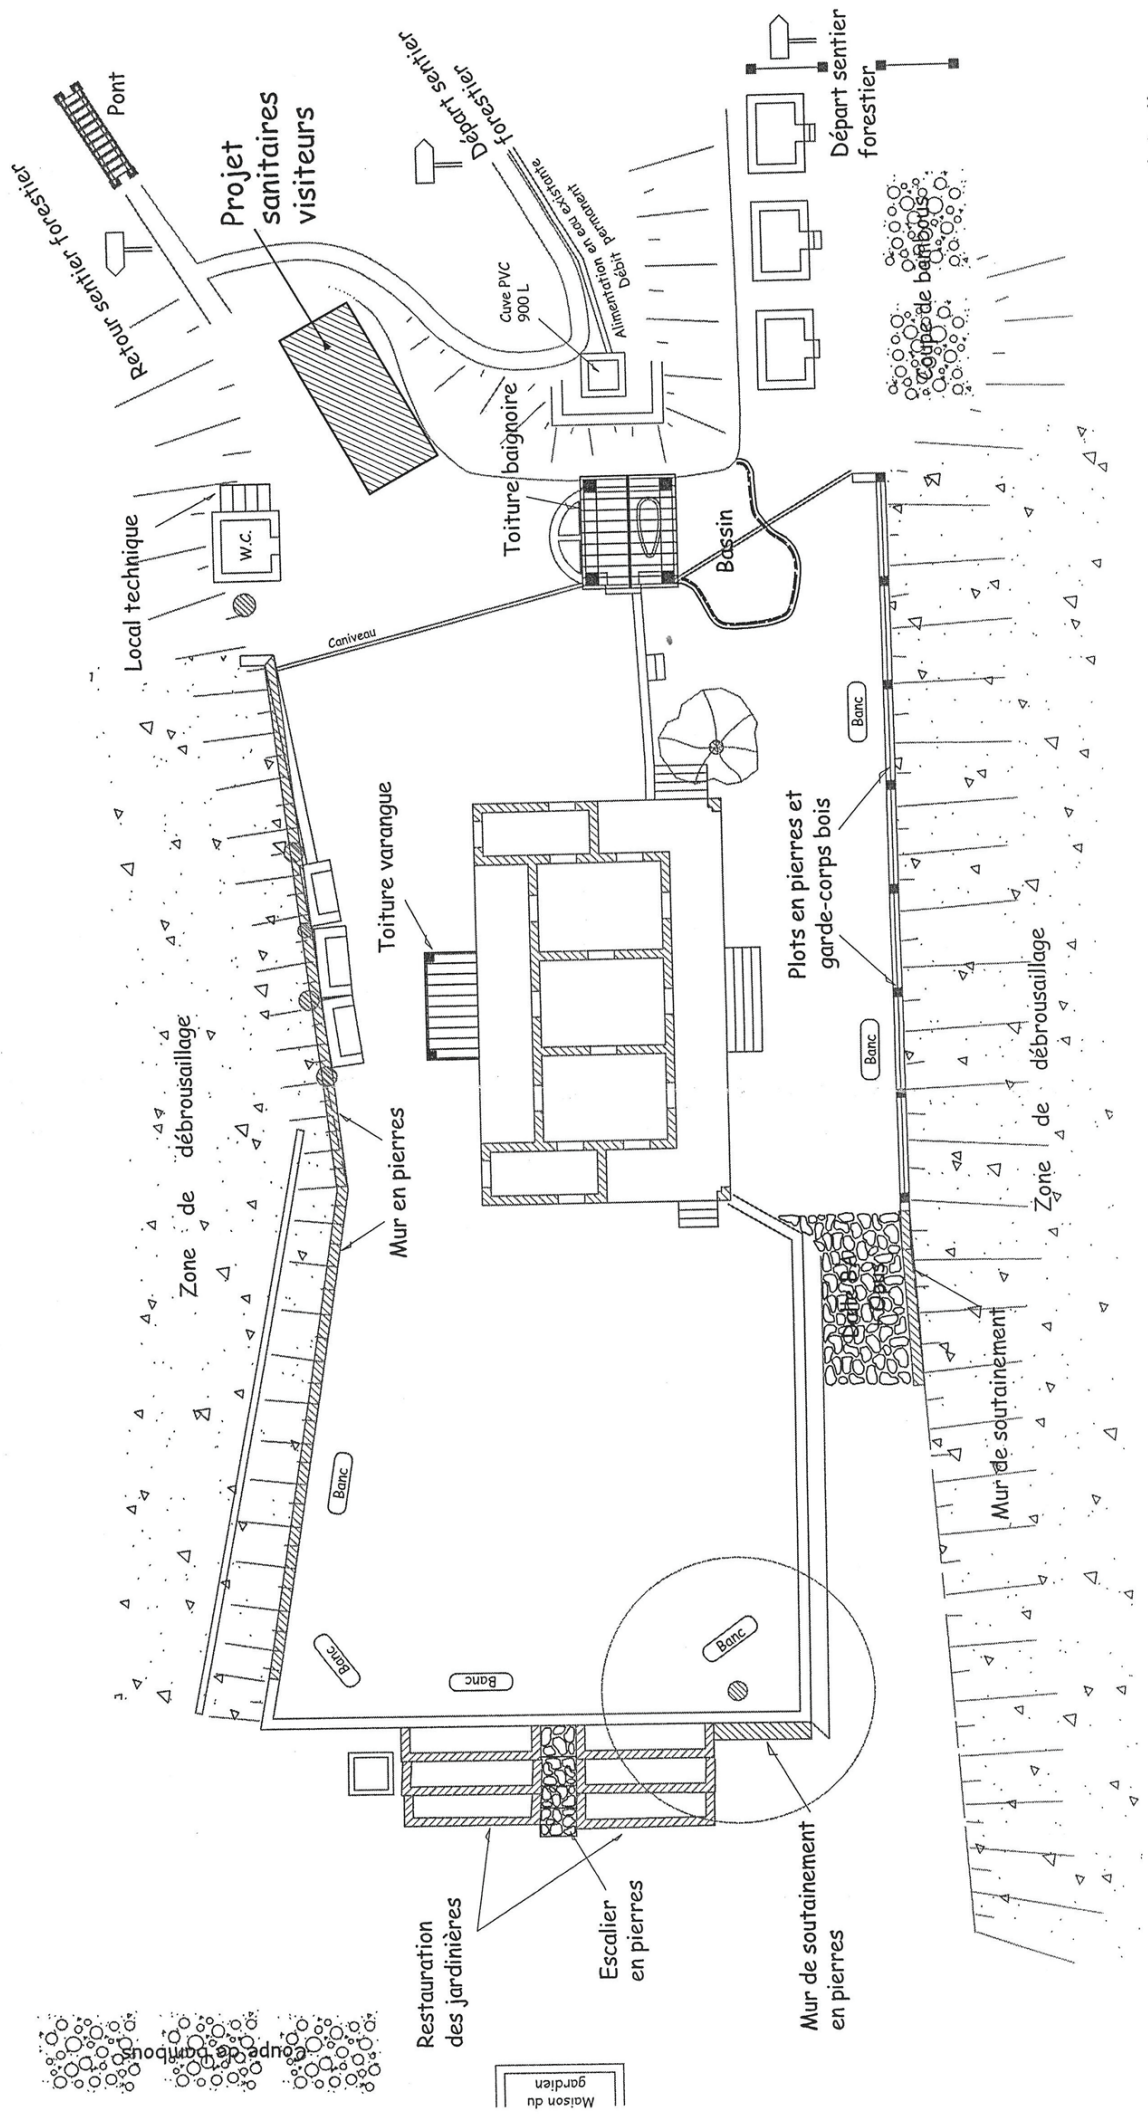 Retour sentier forestier
Pont
Projet
sanitaires
visiteurs
Départ sentier
forestier
Alimentation en eau existante
Débit permanent
Cuve PVC
900 L
Départ sentier
forestier
Coupe de bambous
Local technique
W.C.
Toiture baignoire
Bassin
Caniveau
Banc
Toiture varangue
Plots en pierres et
garde-corps bois
Banc
Zone de débrousaillage
Zone de débrousaillage
Mur en pierres
Mur de soutainement
Banc
Banc
Banc
Banc
Restauration
des jardinières
Escalier
en pierres
Mur de soutainement
en pierres
Coupe de bambous
Maison du
gardien